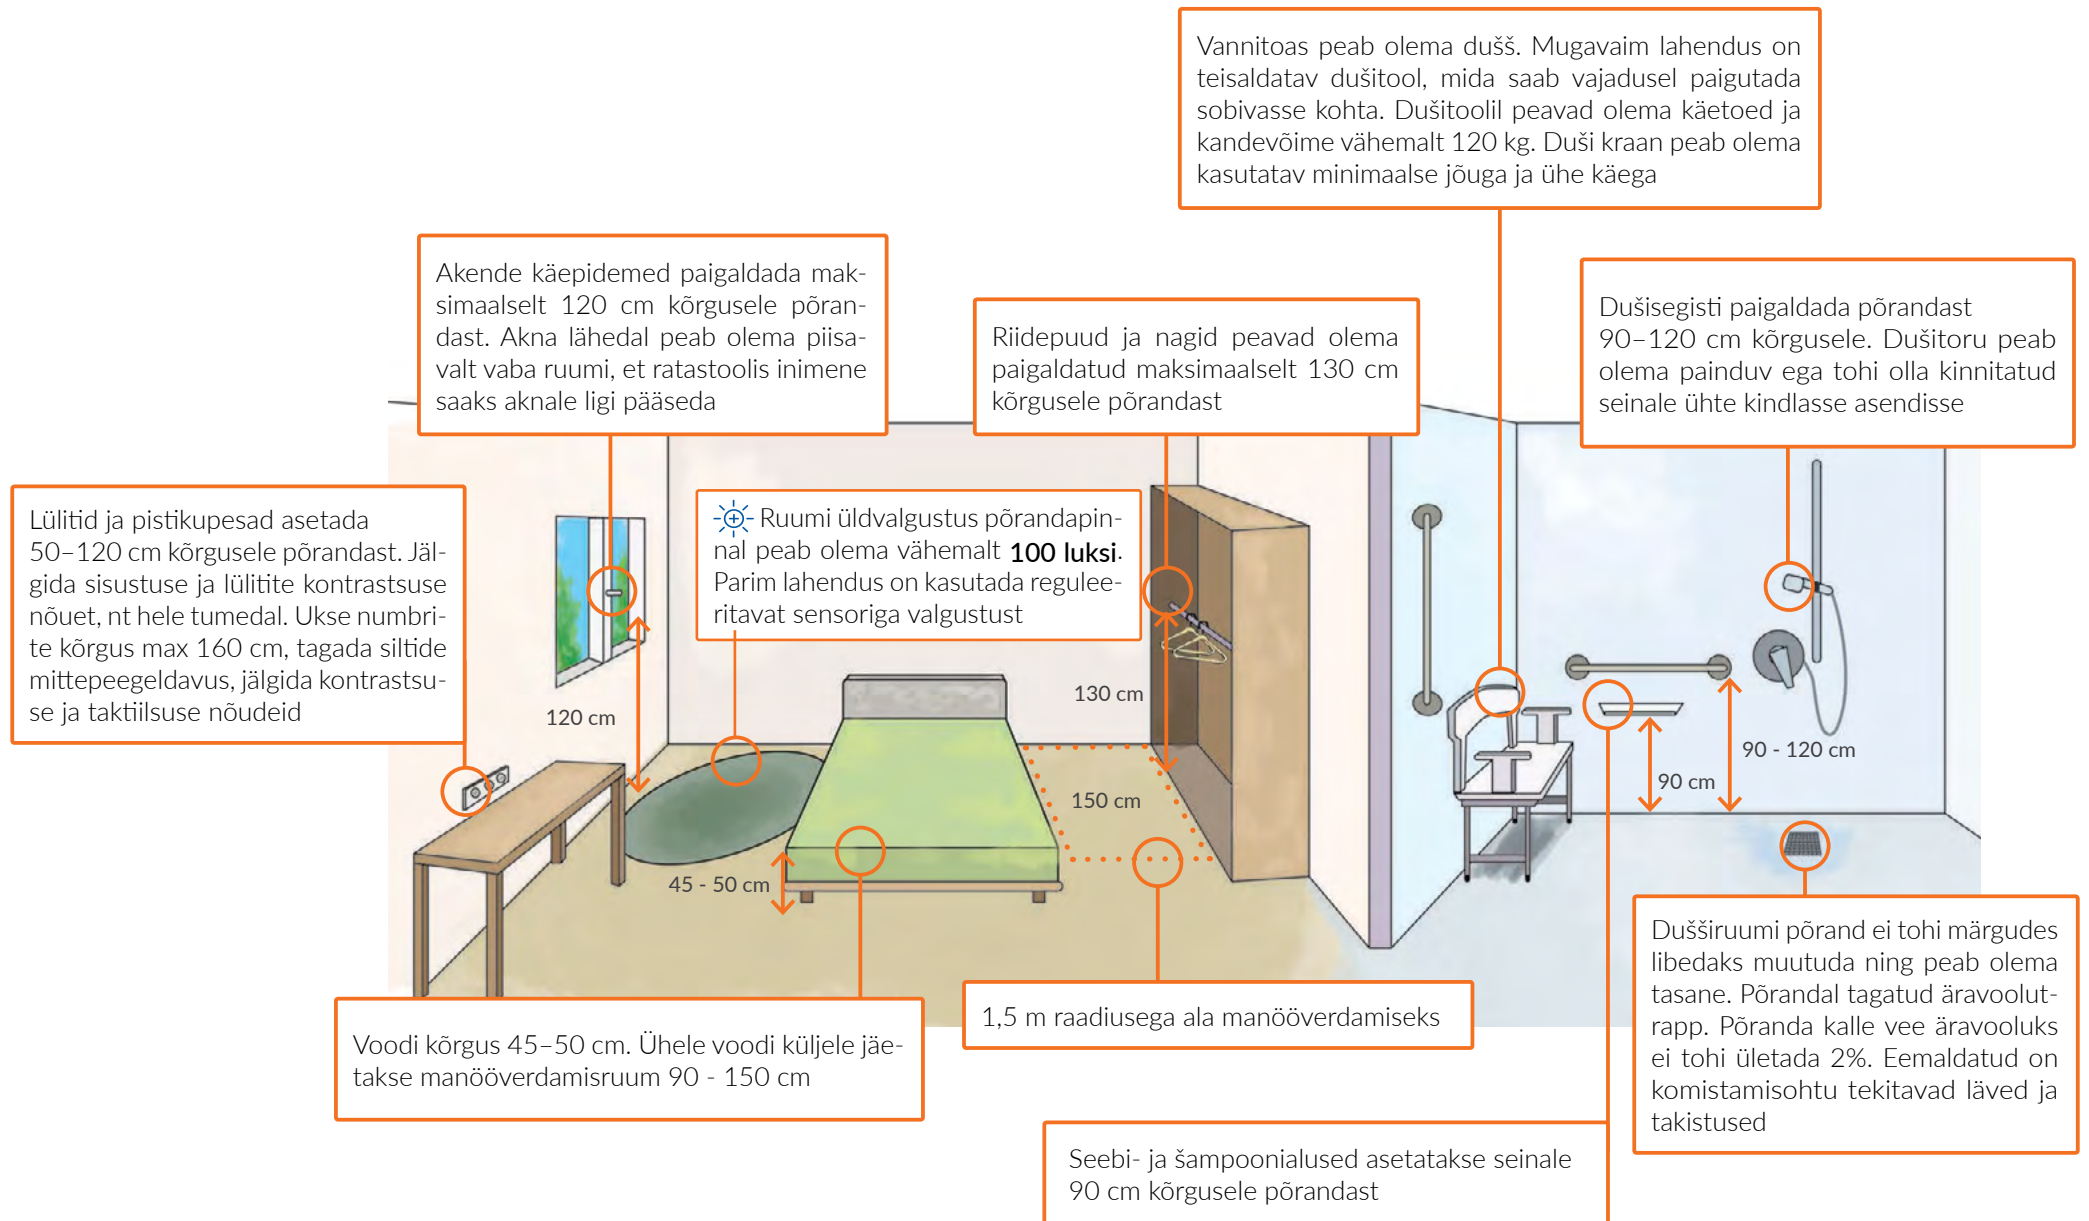 Vannitoas peab olema dušš. Mugavaim lahendus on
teisaldatav dušitool, mida saab vajadusel paigutada
sobivasse kohta. Dušitoolil peavad olema käetoed ja
kandevõime vähemalt 120 kg. Duši kraan peab olema
kasutatav minimaalse jõuga ja ühe käega
Akende käepidemed paigaldada mak-
simaalselt 120 cm kõrgusele põran-
dast. Akna lähedal peab olema piisa-
valt vaba ruumi, et ratastoolis inimene
saaks aknale ligi pääseda
Riidepuud ja nagid peavad olema
paigaldatud maksimaalselt 130 cm
kõrgusele põrandast
Dušisegisti paigaldada põrandast
90–120 cm kõrgusele. Dušitoru peab
olema painduv ega tohi olla kinnitatud
seinale ühte kindlasse asendisse
Lülitid ja pistikupesad asetada
50–120 cm kõrgusele põrandast. Jäl-
gida sisustuse ja lülitite kontrastsuse
nõuet, nt hele tumedal. Ukse numbri-
te kõrgus max 160 cm, tagada siltide
mittepeegeldavus, jälgida kontrastsu-
se ja taktiilsuse nõudeid
Ruumi üldvalgustus põrandapin-
nal peab olema vähemalt 100 luksi.
Parim lahendus on kasutada regulee-
ritavat sensoriga valgustust
120 cm
130 cm
150 cm
45 - 50 cm
90 - 120 cm
90 cm
Voodi kõrgus 45–50 cm. Ühele voodi küljele jäe-
takse manööverdamisruum 90 - 150 cm
1,5 m raadiusega ala manööverdamiseks
Dušširuumi põrand ei tohi märgudes
libedaks muutuda ning peab olema
tasane. Põrandal tagatud äravoolut-
rapp. Põranda kalle vee äravooluks
ei tohi ületada 2%. Eemaldatud on
komistamisohtu tekitavad läved ja
takistused
Seebi- ja šampoonialused asetatakse seinale
90 cm kõrgusele põrandast